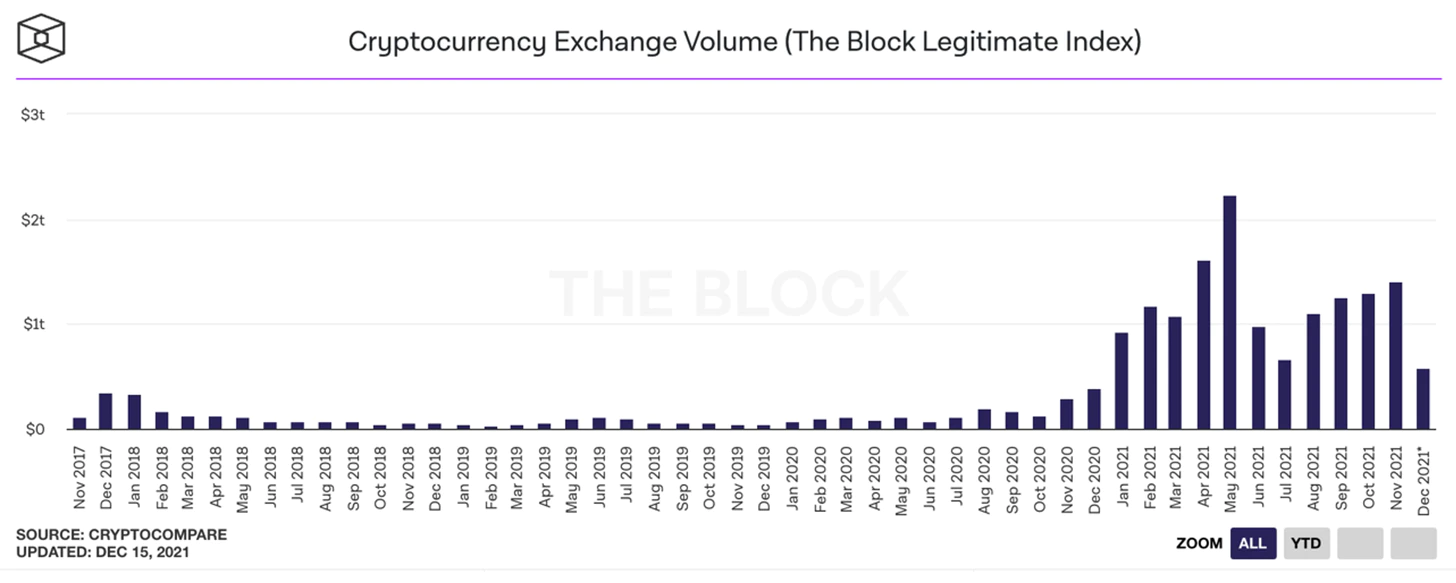 Cryptocurrency Exchange Volume (The Block Legitimate Index)
$3t
$2t
$1t
$0
THE BLOCK
Nov 2017
Dec 2017
Jan 2018
Feb 2018
Mar 2018
Apr 2018
May 2018
Jun 2018
Jul 2018
Aug 2018
Sep 2018
Oct 2018
Nov 2018
Dec 2018
Jan 2019
Feb 2019
Mar 2019
Apr 2019
May 2019
Jun 2019
Jul 2019
Aug 2019
Sep 2019
Oct 2019
Nov 2019
Dec 2019
Jan 2020
Feb 2020
Mar 2020
Apr 2020
May 2020
Jun 2020
Jul 2020
Aug 2020
Sep 2020
Oct 2020
Nov 2020
Dec 2020
Jan 2021
Feb 2021
Mar 2021
Apr 2021
May 2021
Jun 2021
Jul 2021
Aug 2021
Sep 2021
Oct 2021
Nov 2021
Dec 2021*
SOURCE: CRYPTOCOMPARE
UPDATED: DEC 15, 2021
ZOOM ALL YTD